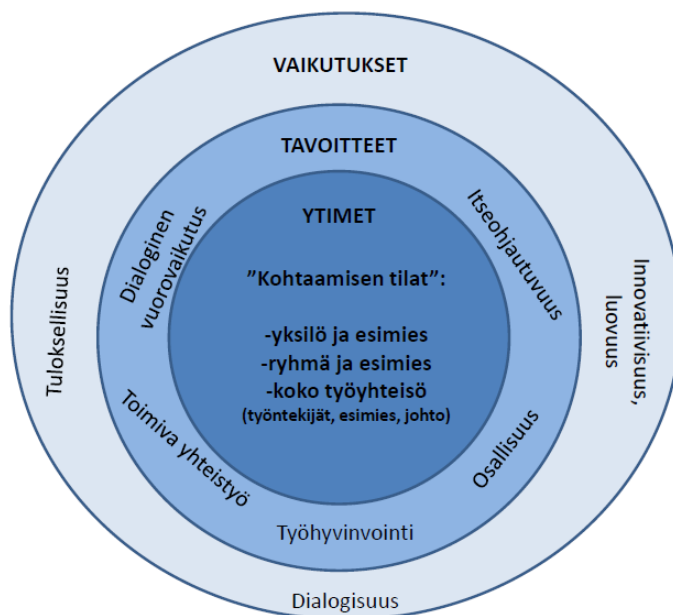 VAIKUTUKSET
TAVOITTEET
YTIMET
Dialoginen
vuorovaikutus
Itseohjautuvuus
"Kohtaamisen tilat":
-yksilö ja esimies
-ryhmä ja esimies
-koko työyhteisö
(työntekijät, esimies, johto)
Tuloksellisuus
Innovatiivisuus,
luovuus
Toimiva yhteistyö
Osallisuus
Työhyvinvointi
Dialogisuus